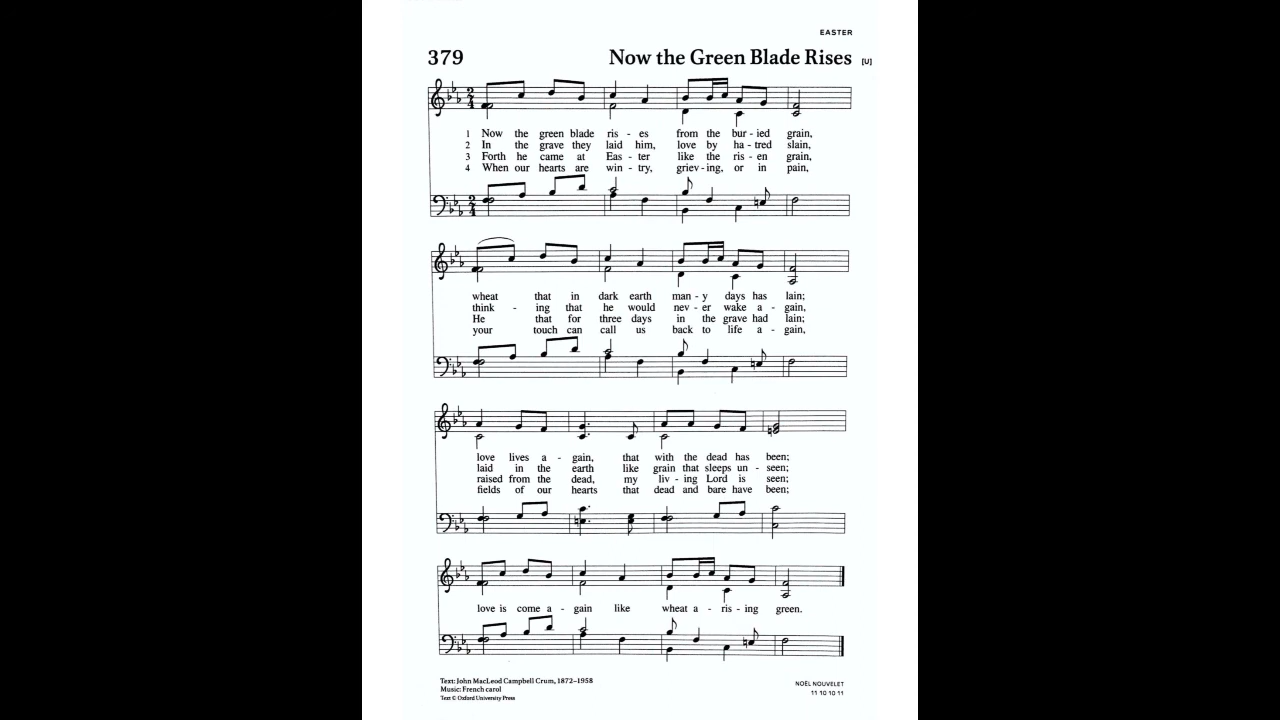 EASTER
379 Now the Green Blade Rises [U]
1 Now the green blade ris - es from the bur - ied grain,
2 In the grave they laid him, love by ha - tred slain,
3 Forth he came at Eas - ter like the ris - en grain,
4 When our hearts are win - try, griev - ing, or in pain,
wheat that in dark earth man - y days has lain;
think - ing that he would nev - er wake a - gain,
He that for three days in the grave had lain;
your touch can call us back to life a - gain,
love lives a - gain, that with the dead has been;
laid in the earth like grain that sleeps un - seen;
raised from the dead, my liv - ing Lord is seen;
fields of our hearts that dead and bare have been;
love is come a - gain like wheat a - ris - ing green.
Text: John MacLeod Campbell Crum, 1872–1958
Music: French carol
Text © Oxford University Press
NOËL NOUVELET
11 10 10 11